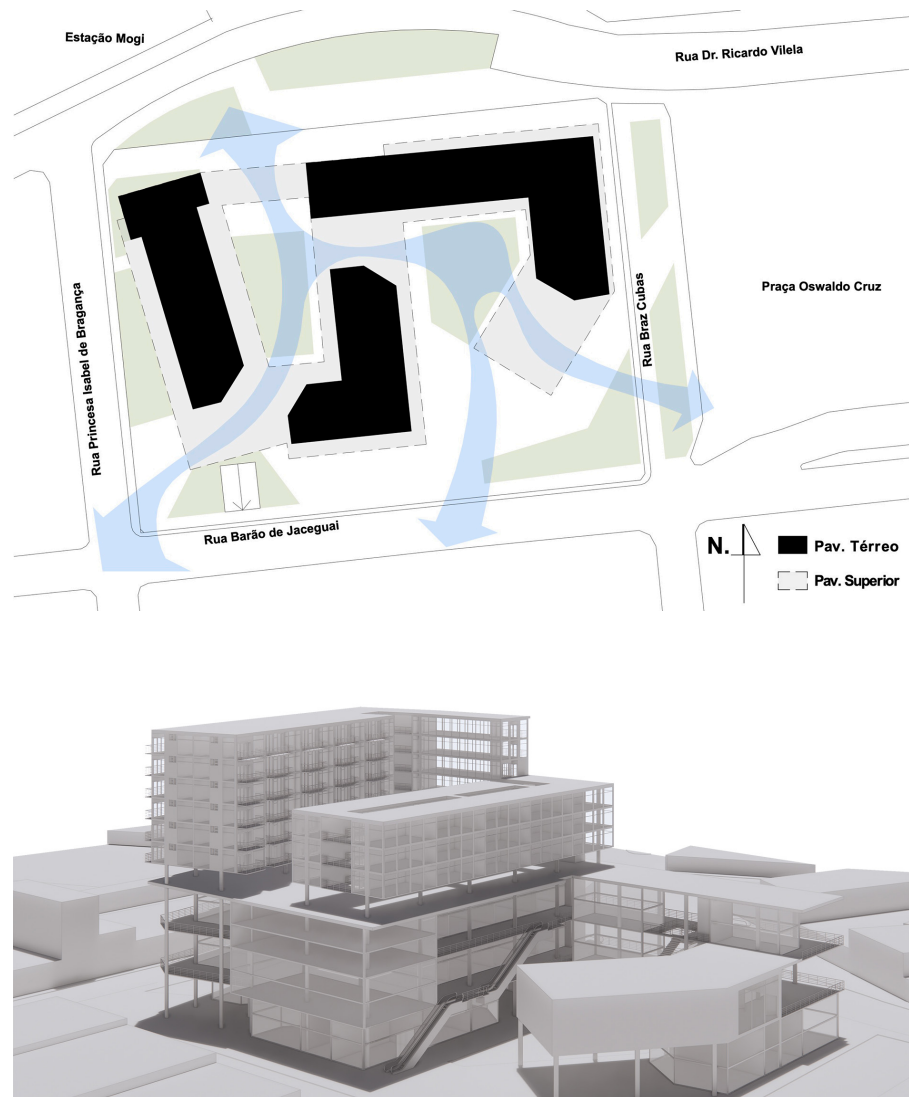 Estação Mogi
Rua Dr. Ricardo Vilela
Rua Princesa Isabel de Bragança
Rua Braz Cubas
Praça Oswaldo Cruz
Rua Barão de Jaceguai
N.
Pav. Térreo
Pav. Superior